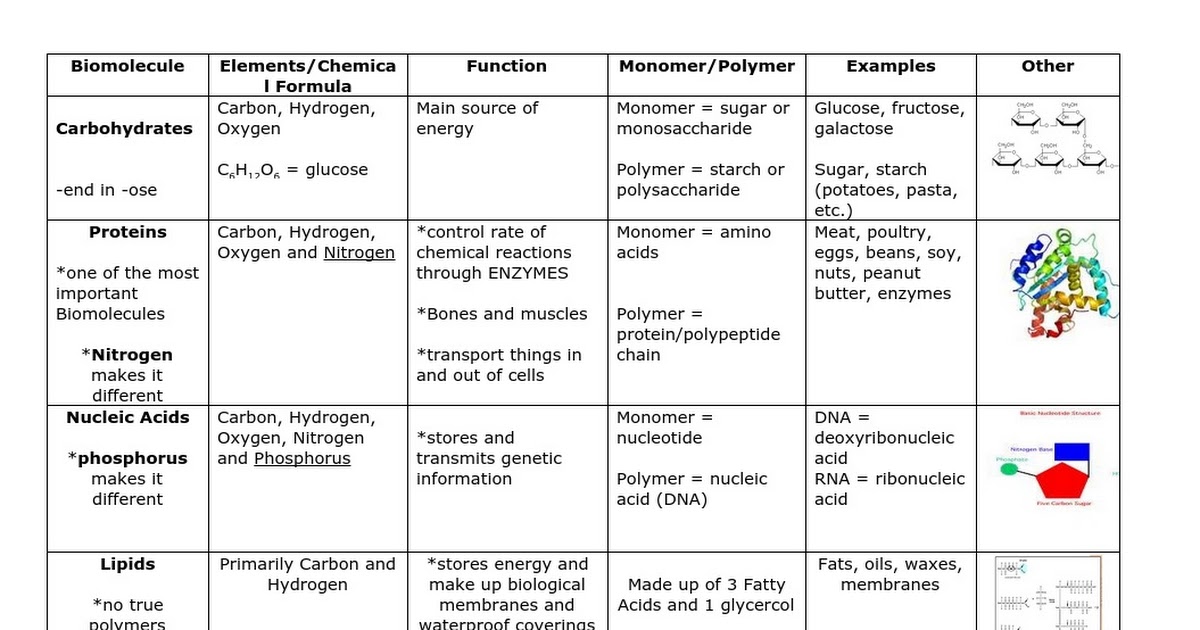 Biomolecule
Elements/Chemica
l Formula
Function
Monomer/Polymer
Examples
Other
Carbohydrates
-end in -ose
Carbon, Hydrogen,
Oxygen
C₆H₁₂O₆ = glucose
Main source of
energy
Monomer = sugar or
monosaccharide
Polymer = starch or
polysaccharide
Glucose, fructose,
galactose
Sugar, starch
(potatoes, pasta,
etc.)
Proteins
*one of the most
important
Biomolecules
*Nitrogen
makes it
different
Carbon, Hydrogen,
Oxygen and Nitrogen
*control rate of
chemical reactions
through ENZYMES
*Bones and muscles
*transport things in
and out of cells
Monomer = amino
acids
Polymer =
protein/polypeptide
chain
Meat, poultry,
eggs, beans, soy,
nuts, peanut
butter, enzymes
Nucleic Acids
*phosphorus
makes it
different
Carbon, Hydrogen,
Oxygen, Nitrogen
and Phosphorus
*stores and
transmits genetic
information
Monomer =
nucleotide
Polymer = nucleic
acid (DNA)
DNA =
deoxyribonucleic
acid
RNA = ribonucleic
acid
Basic Nucleotide Structure
Nitrogen Base
Phosphate
Five Carbon Sugar
Lipids
*no true
polymers
Primarily Carbon and
Hydrogen
*stores energy and
make up biological
membranes and
waterproof coverings
Made up of 3 Fatty
Acids and 1 glycercol
Fats, oils, waxes,
membranes